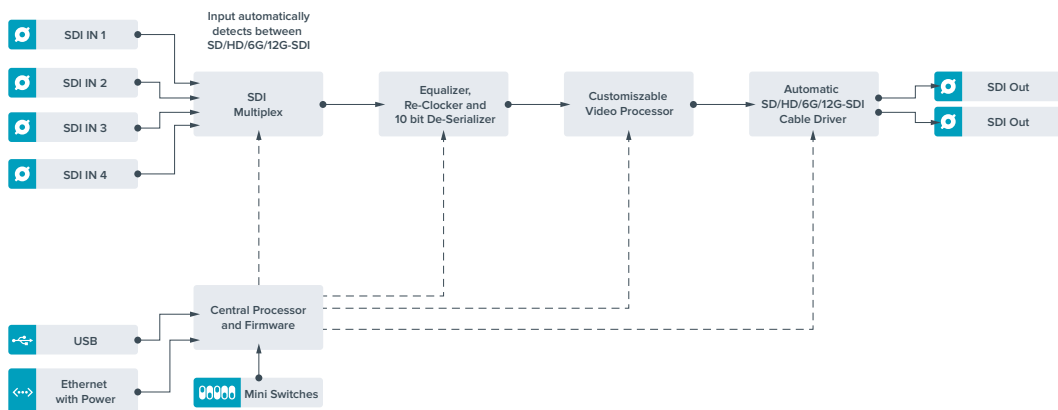 Input automatically
detects between
SD/HD/6G/12G-SDI
SDI IN 1
SDI IN 2
SDI IN 3
SDI IN 4
SDI
Multiplex
Equalizer,
Re-Clocker and
10 bit De-Serializer
Customiszable
Video Processor
Automatic
SD/HD/6G/12G-SDI
Cable Driver
SDI Out
SDI Out
Central Processor
and Firmware
USB
Ethernet
with Power
Mini Switches